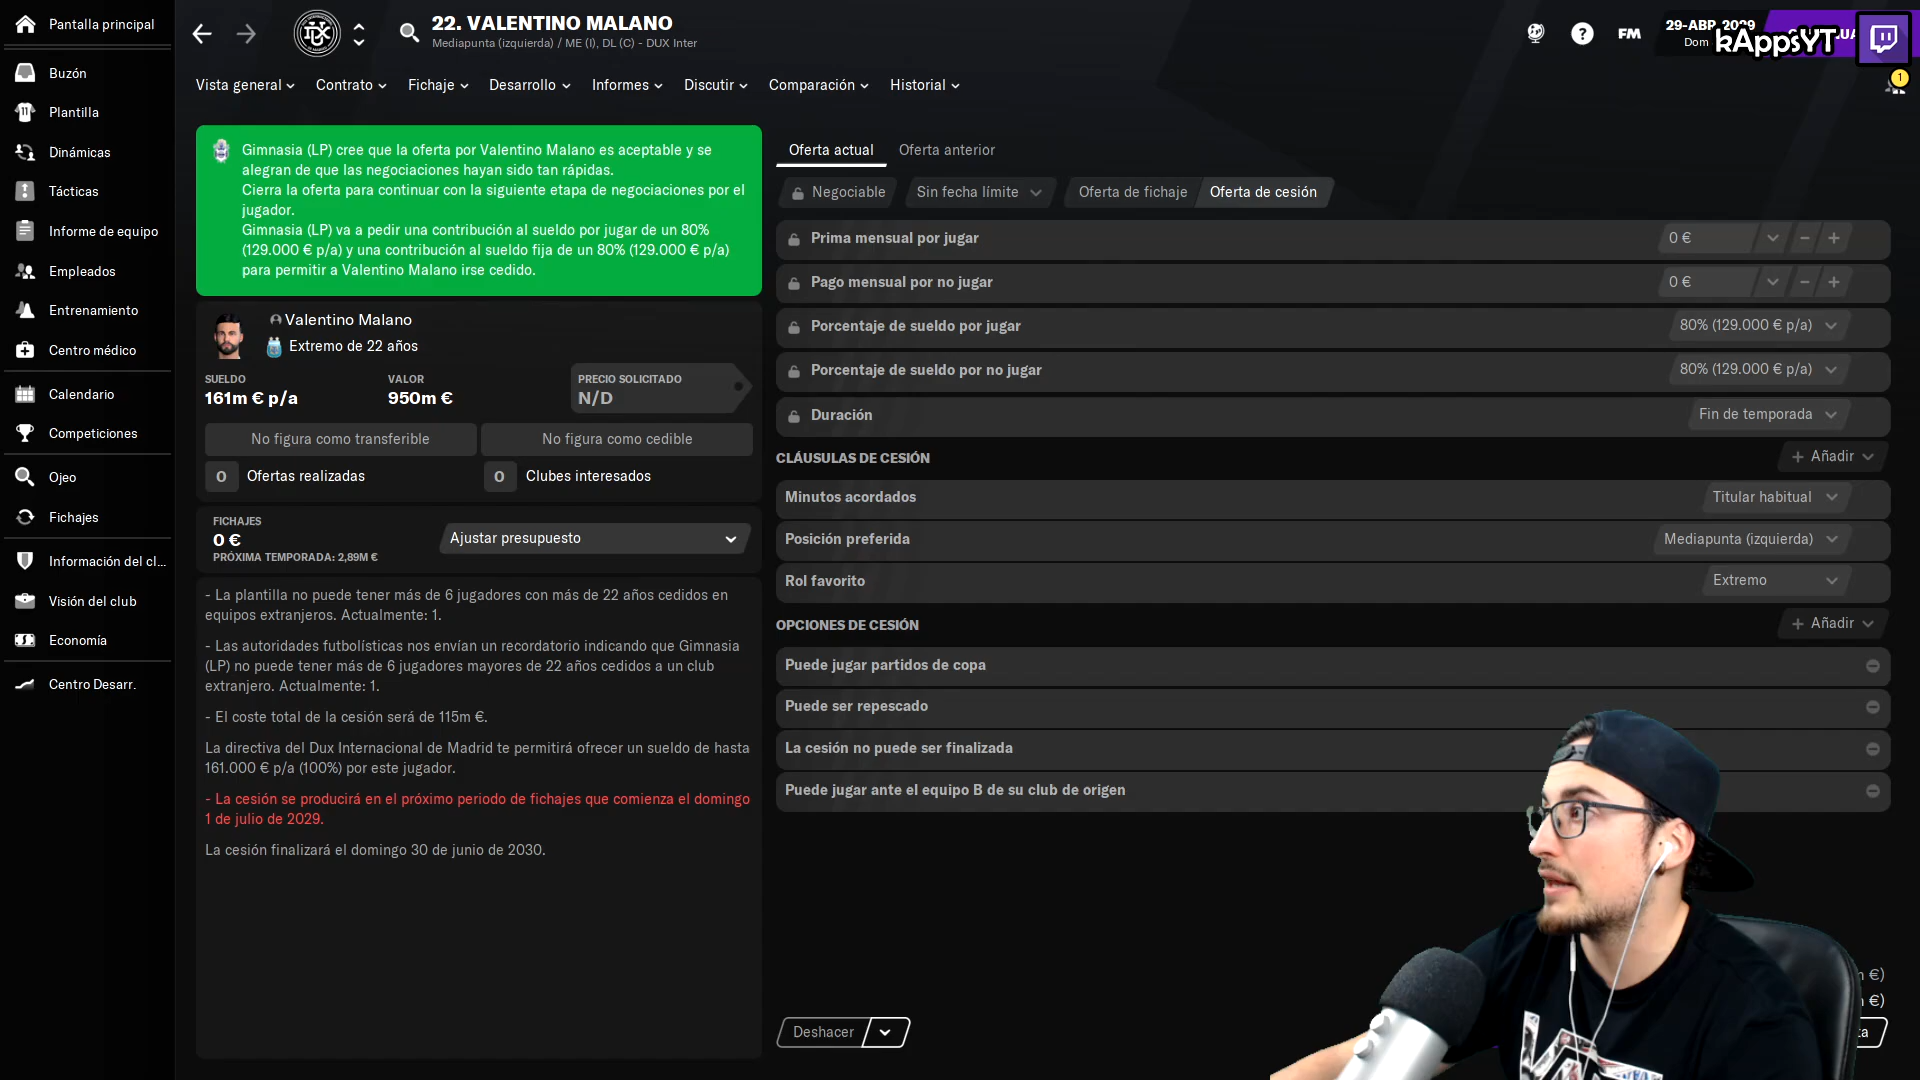 Pantalla principal
Buzón
Plantilla
Dinámicas
Tácticas
Informe de equipo
Empleados
Entrenamiento
Centro médico
Calendario
Competiciones
Ojeo
Fichajes
Información del cl...
Visión del club
Economía
Centro Desarr.
22. VALENTINO MALANO
Mediapunta (izquierda) / ME (I), DL (C) - DUX Inter
FM
29-ABR 2029
Dom
kAppsYT
1
Vista general
Contrato
Fichaje
Desarrollo
Informes
Discutir
Comparación
Historial
Gimnasia (LP) cree que la oferta por Valentino Malano es aceptable y se
alegran de que las negociaciones hayan sido tan rápidas.
Cierra la oferta para continuar con la siguiente etapa de negociaciones por el
jugador.
Gimnasia (LP) va a pedir una contribución al sueldo por jugar de un 80%
(129.000 € p/a) y una contribución al sueldo fija de un 80% (129.000 € p/a)
para permitir a Valentino Malano irse cedido.
Valentino Malano
Extremo de 22 años
SUELDO
161m € p/a
VALOR
950m €
PRECIO SOLICITADO
N/D
No figura como transferible
No figura como cedible
0 Ofertas realizadas
0 Clubes interesados
FICHAJES
0 €
PRÓXIMA TEMPORADA: 2,89M €
Ajustar presupuesto
- La plantilla no puede tener más de 6 jugadores con más de 22 años cedidos en
equipos extranjeros. Actualmente: 1.
- Las autoridades futbolísticas nos envían un recordatorio indicando que Gimnasia
(LP) no puede tener más de 6 jugadores mayores de 22 años cedidos a un club
extranjero. Actualmente: 1.
- El coste total de la cesión será de 115m €.
La directiva del Dux Internacional de Madrid te permitirá ofrecer un sueldo de hasta
161.000 € p/a (100%) por este jugador.
- La cesión se producirá en el próximo periodo de fichajes que comienza el domingo
1 de julio de 2029.
La cesión finalizará el domingo 30 de junio de 2030.
Oferta actual
Oferta anterior
Negociable
Sin fecha límite
Oferta de fichaje
Oferta de cesión
Prima mensual por jugar
0 €
Pago mensual por no jugar
0 €
Porcentaje de sueldo por jugar
80% (129.000 € p/a)
Porcentaje de sueldo por no jugar
80% (129.000 € p/a)
Duración
Fin de temporada
CLÁUSULAS DE CESIÓN
+ Añadir
Minutos acordados
Titular habitual
Posición preferida
Mediapunta (izquierda)
Rol favorito
Extremo
OPCIONES DE CESIÓN
+ Añadir
Puede jugar partidos de copa
Puede ser repescado
La cesión no puede ser finalizada
Puede jugar ante el equipo B de su club de origen
€)
€)
Deshacer